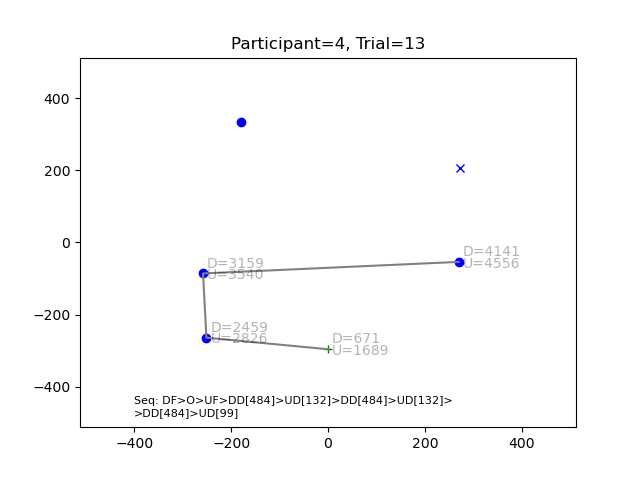 Participant=4, Trial=13
400
200
0
−200
−400
D=4141
U=4556
D=3159
U=3540
D=2459
U=2826
D=671
U=1689
Seq: DF>O>UF>DD[484]>UD[132]>DD[484]>UD[132]>
>DD[484]>UD[99]
−400 −200 0 200 400